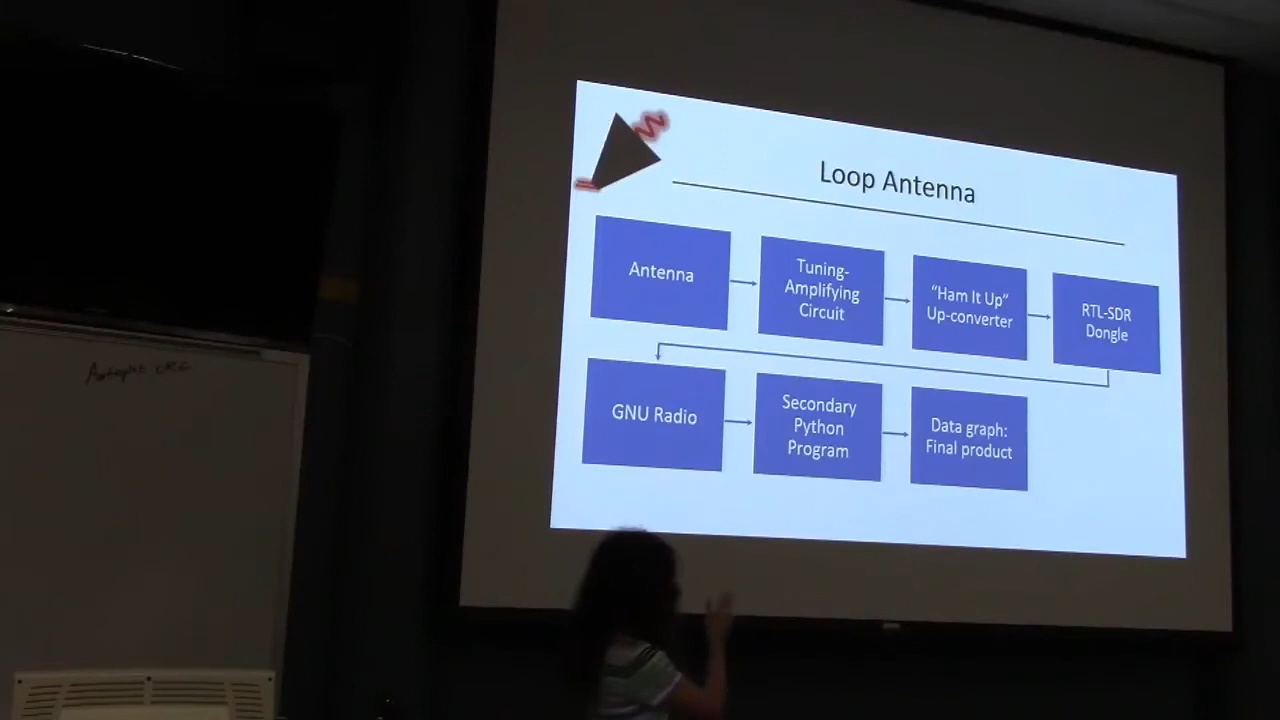 Loop Antenna
Antenna
Tuning-
Amplifying
Circuit
“Ham It Up”
Up-converter
RTL-SDR
Dongle
GNU Radio
Secondary
Python
Program
Data graph:
Final product